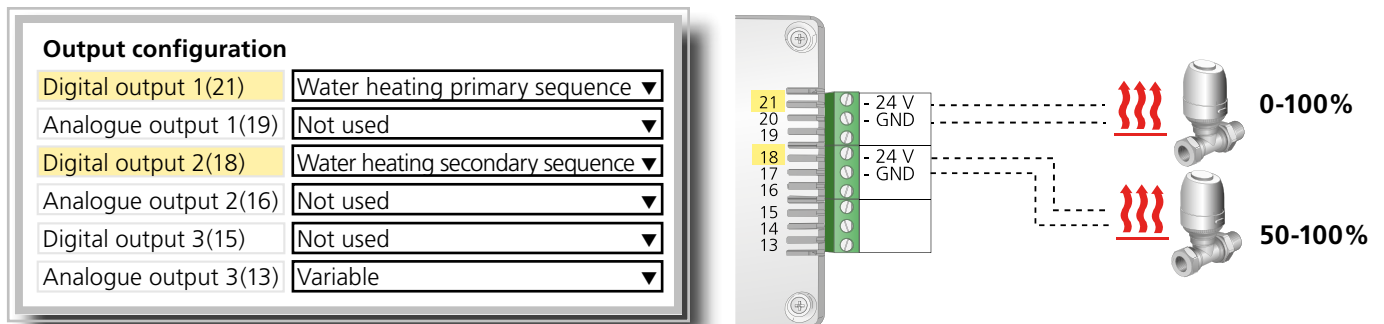 Output configuration
Digital output 1(21) Water heating primary sequence ▼
Analogue output 1(19) Not used ▼
Digital output 2(18) Water heating secondary sequence ▼
Analogue output 2(16) Not used ▼
Digital output 3(15) Not used ▼
Analogue output 3(13) Variable ▼
21 - 24 V
20 - GND
19
18 - 24 V
17 - GND
16
15
14
13
0-100%
50-100%